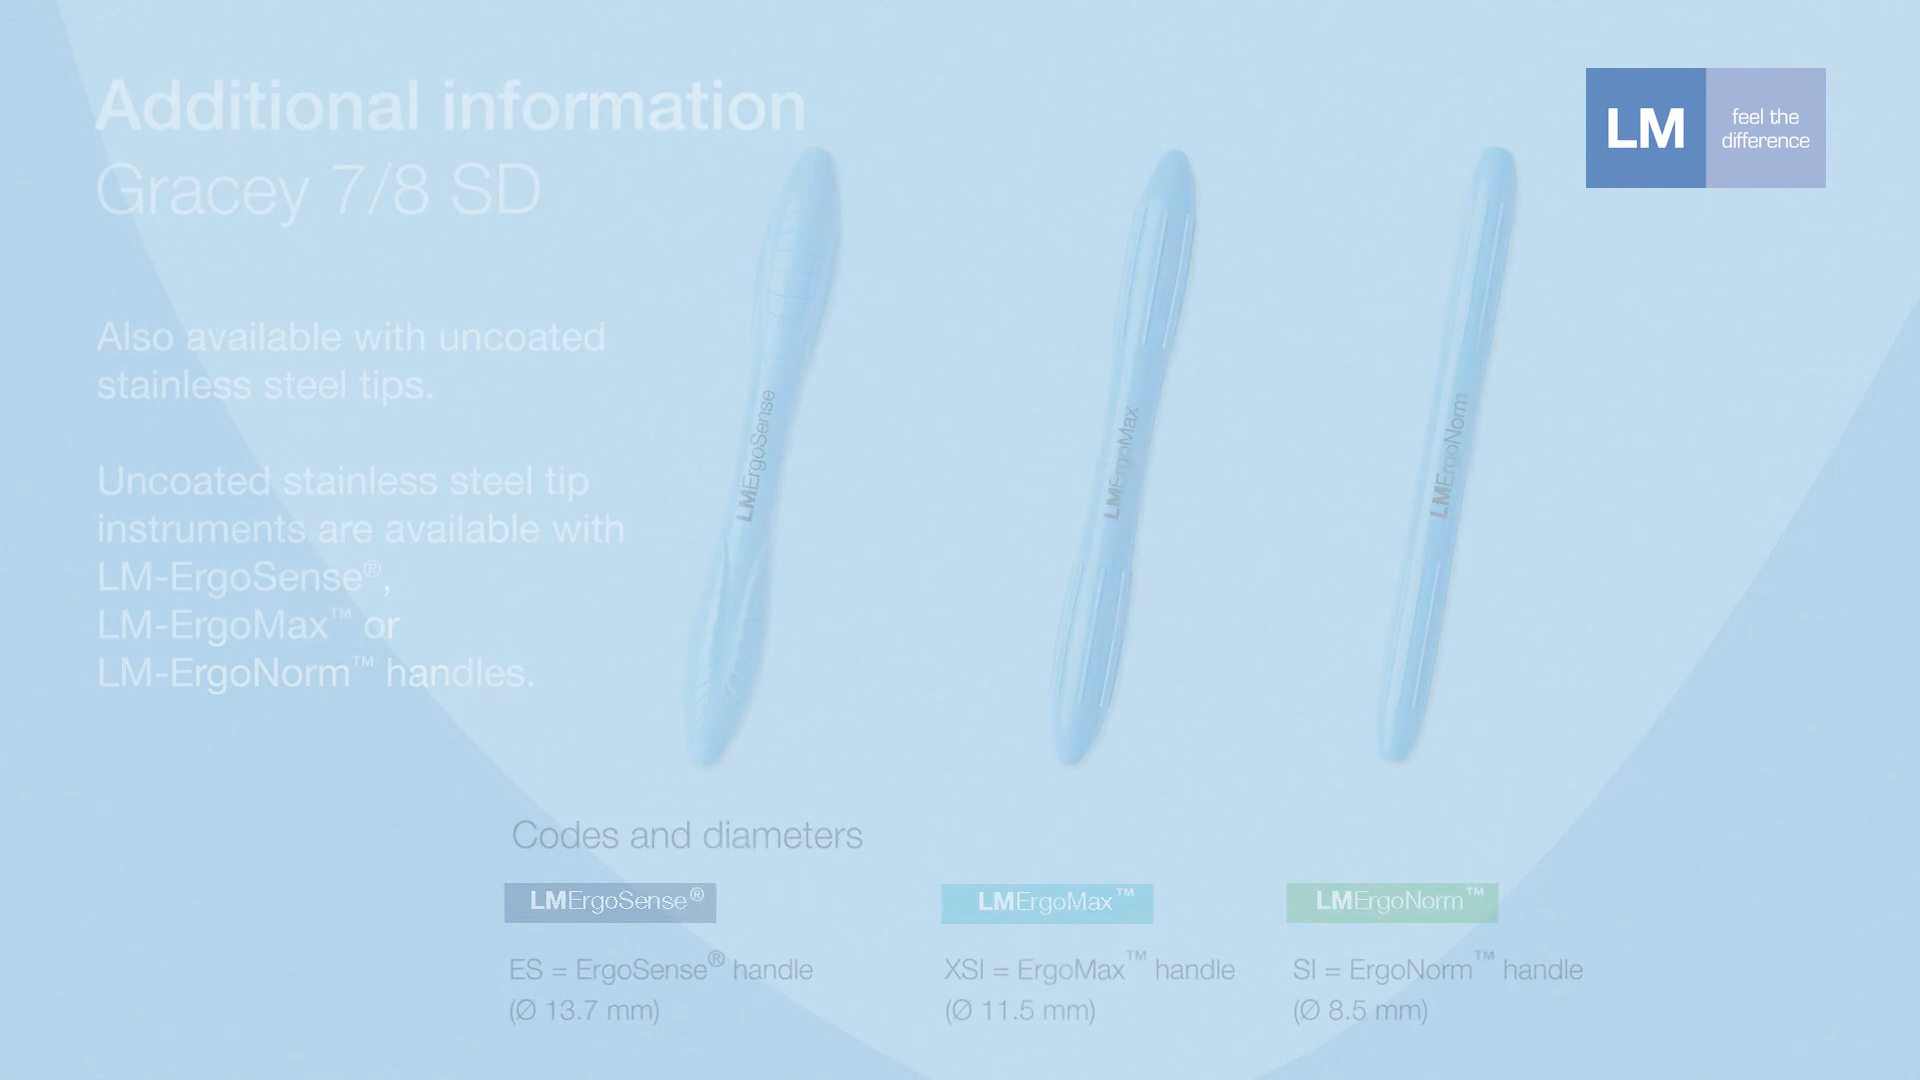 Additional information
Gracey 7/8 SD
LM
feel the
difference
Also available with uncoated
stainless steel tips.
Uncoated stainless steel tip
instruments are available with
LM-ErgoSense®,
LM-ErgoMax™ or
LM-ErgoNorm™ handles.
LMErgoSense
LMErgoMax
LMErgoNorm
Codes and diameters
LMErgoSense®
ES = ErgoSense® handle
(Ø 13.7 mm)
LMErgoMax™
XSI = ErgoMax™ handle
(Ø 11.5 mm)
LMErgoNorm™
SI = ErgoNorm™ handle
(Ø 8.5 mm)